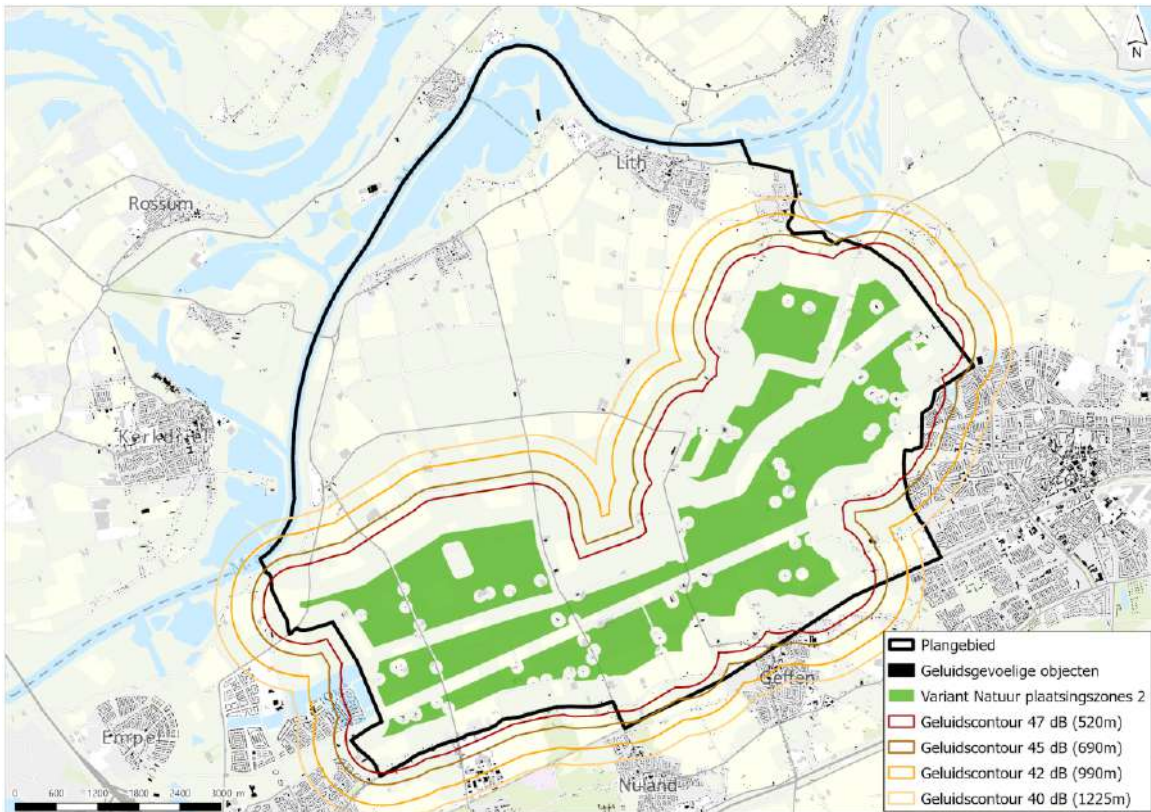 N
Lith
Rossum
Kerkdriel
Empel
Geffen
Nuland
Plangebied
Geluidsgevoelige objecten
Variant Natuur plaatsingszones 2
Geluidscontour 47 dB (520m)
Geluidscontour 45 dB (690m)
Geluidscontour 42 dB (990m)
Geluidscontour 40 dB (1225m)
0 600 1200 1800 2400 3000 m